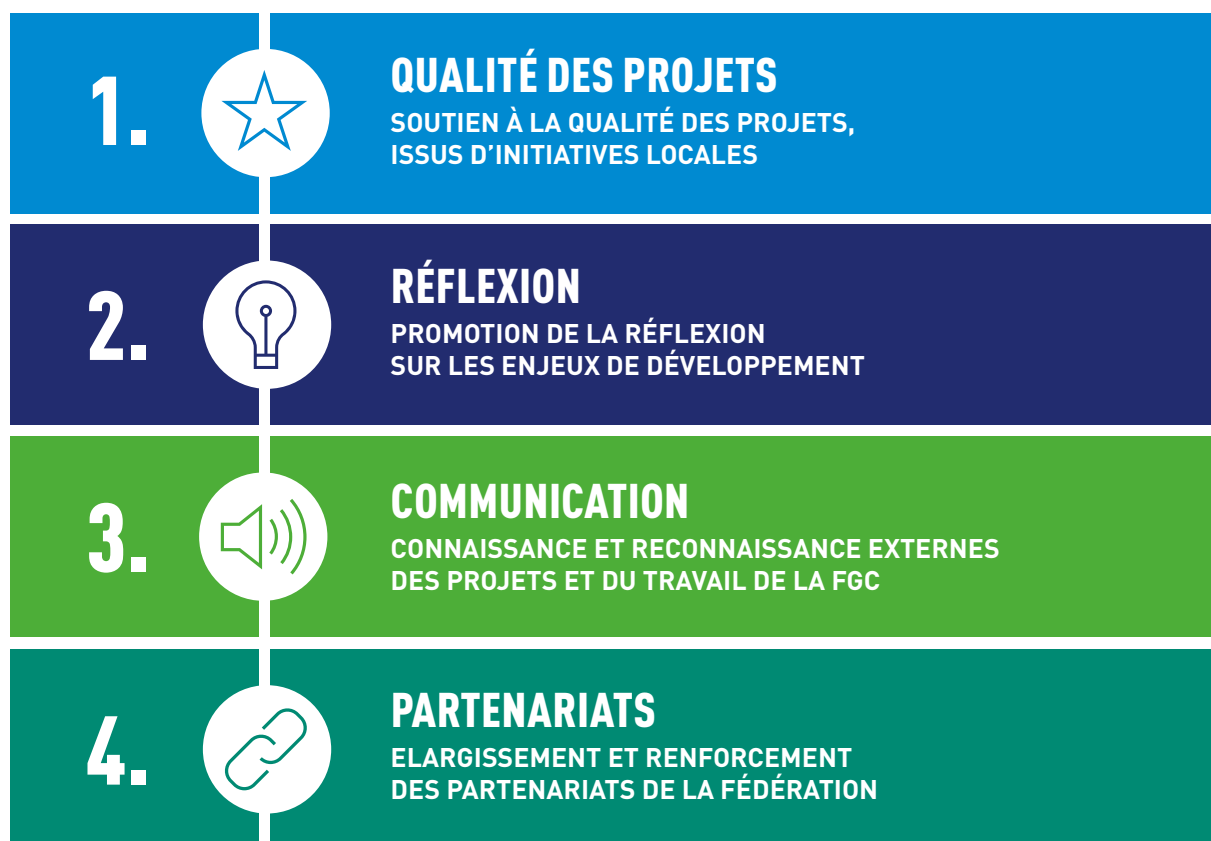 1.
QUALITÉ DES PROJETS
SOUTIEN À LA QUALITÉ DES PROJETS,
ISSUS D’INITIATIVES LOCALES
2.
RÉFLEXION
PROMOTION DE LA RÉFLEXION
SUR LES ENJEUX DE DÉVELOPPEMENT
3.
COMMUNICATION
CONNAISSANCE ET RECONNAISSANCE EXTERNES
DES PROJETS ET DU TRAVAIL DE LA FGC
4.
PARTENARIATS
ELARGISSEMENT ET RENFORCEMENT
DES PARTENARIATS DE LA FÉDÉRATION